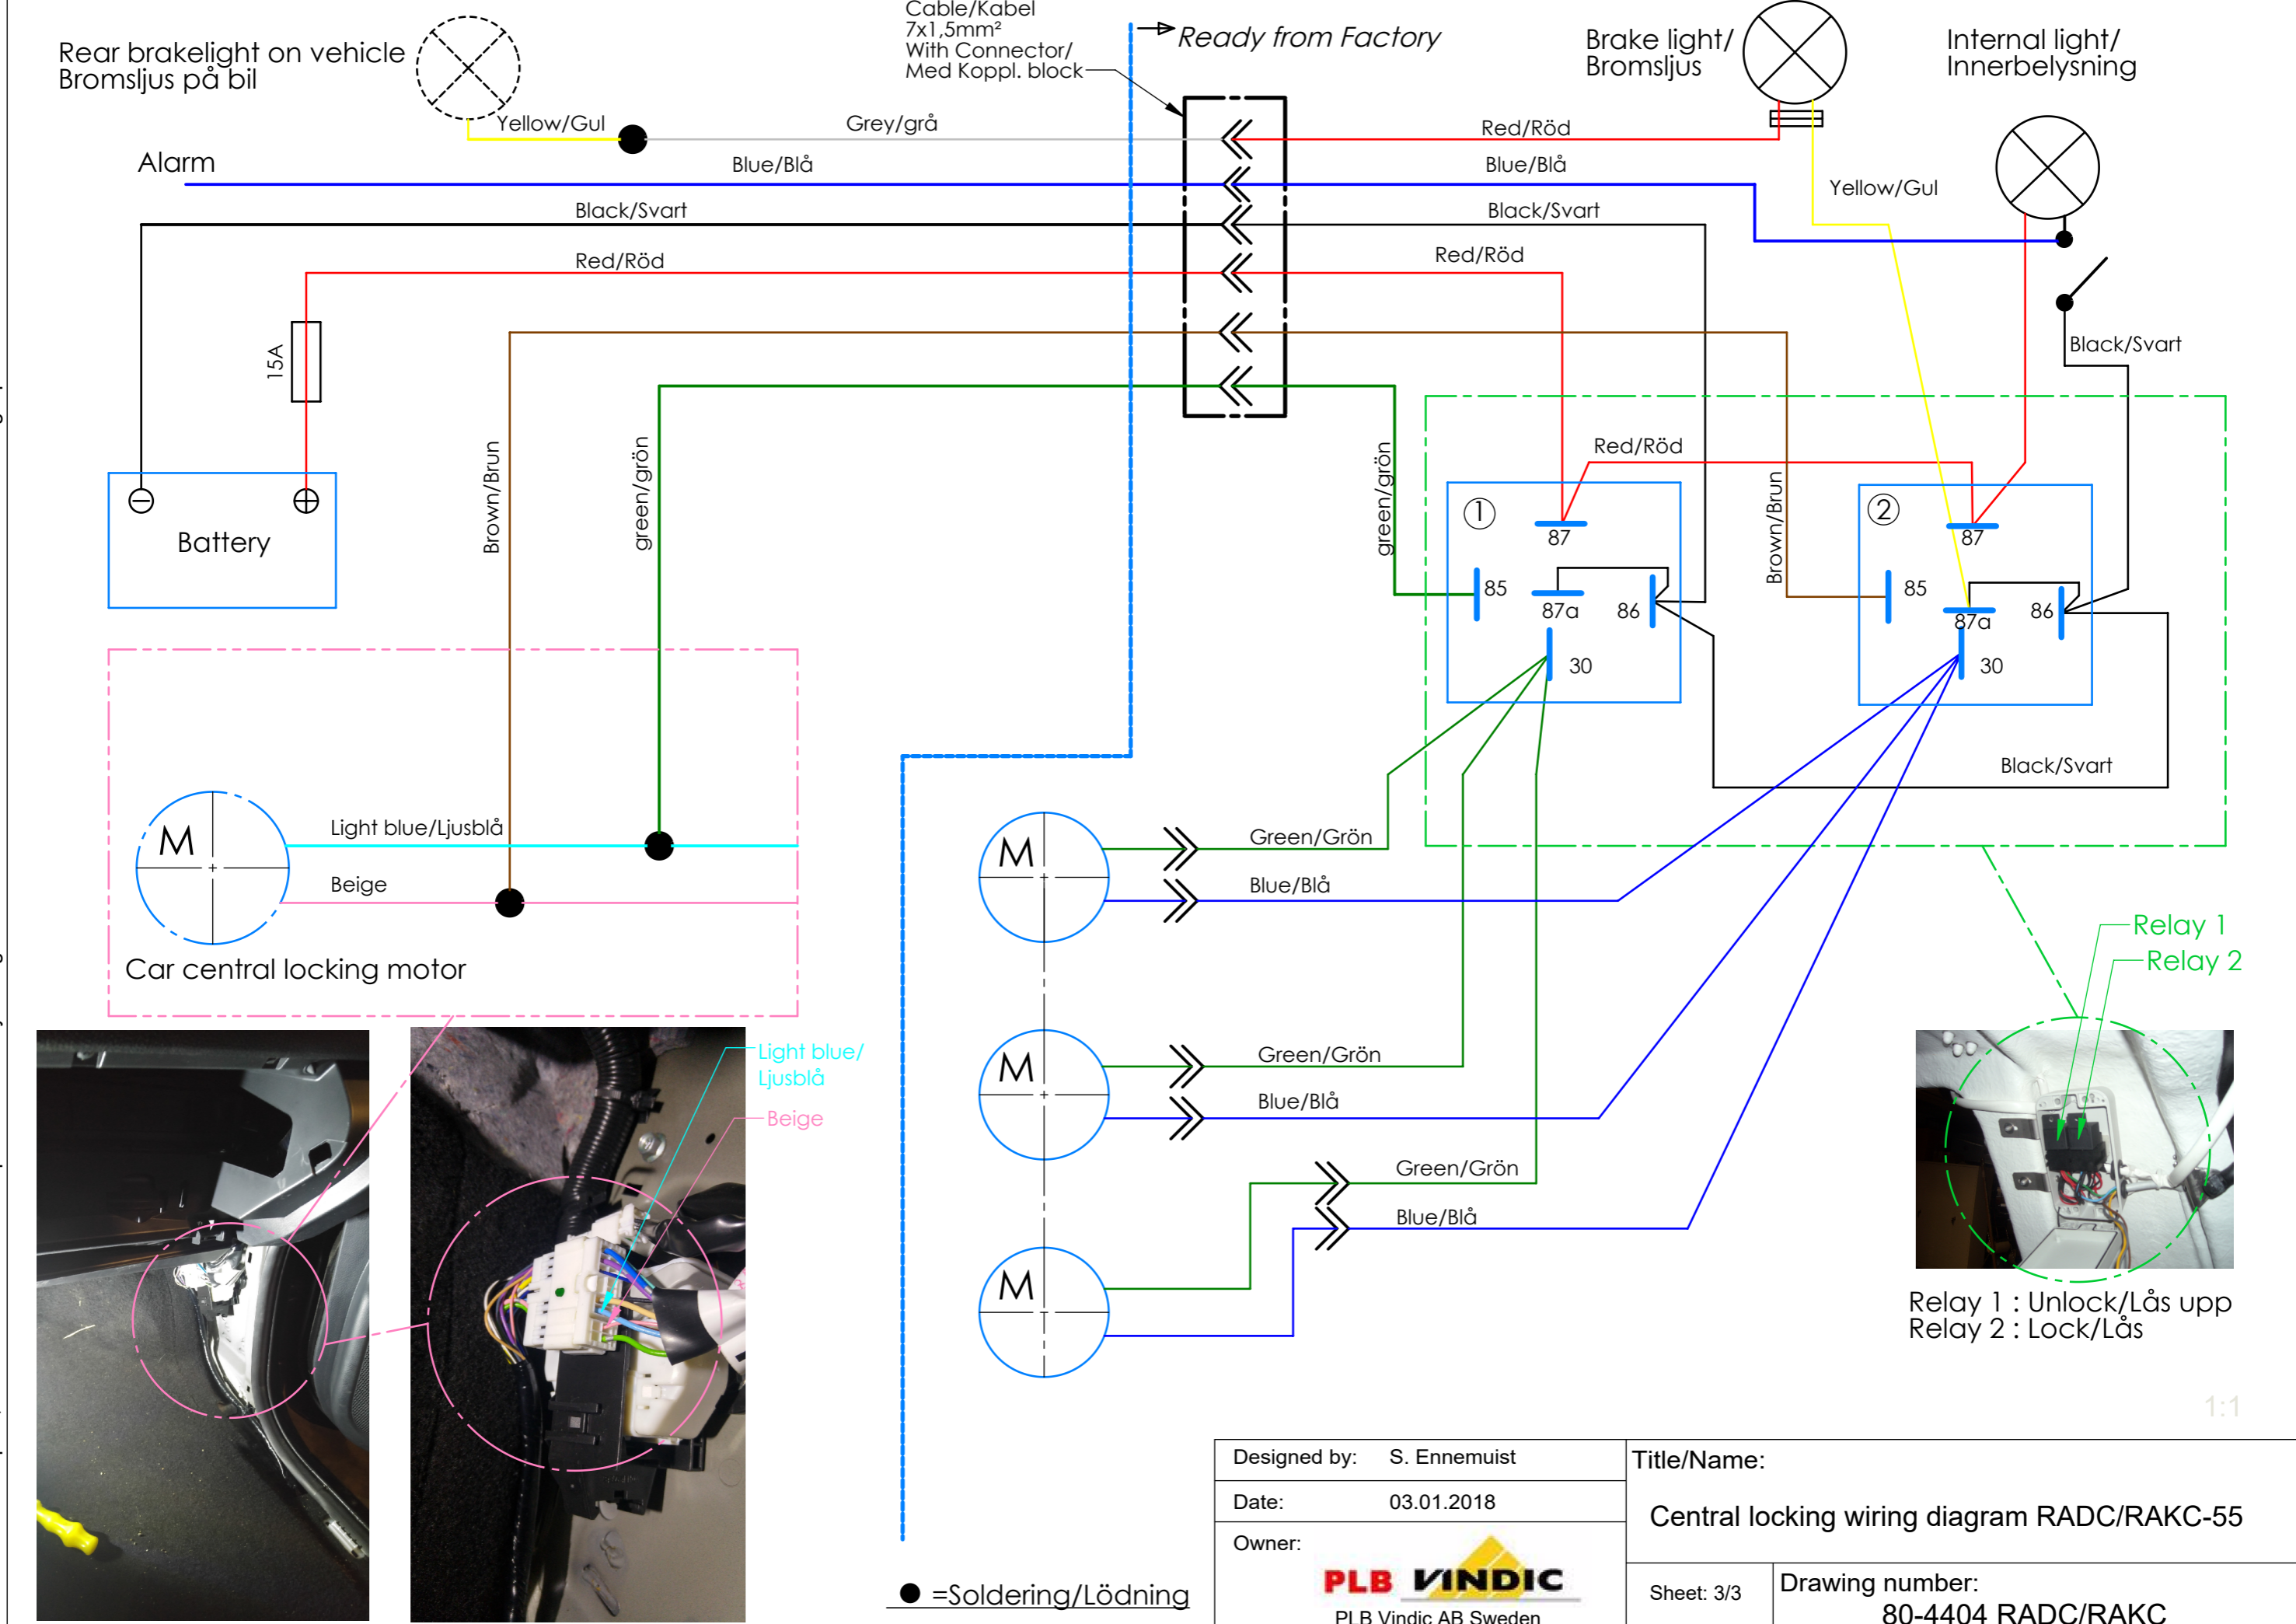 Rear brakelight on vehicle
Bromsljus på bil
Cable/Kabel
7x1,5mm²
With Connector/
Med Koppl. block
Ready from Factory
Brake light/
Bromsljus
Internal light/
Innerbelysning
Yellow/Gul
Grey/grå
Red/Röd
Alarm
Blue/Blå
Blue/Blå
Yellow/Gul
Black/Svart
Black/Svart
Red/Röd
Red/Röd
15A
Black/Svart
Brown/Brun
green/grön
green/grön
Red/Röd
Brown/Brun
Battery
1
87
85
87a
86
30
2
87
85
87a
86
30
Black/Svart
M
Light blue/Ljusblå
Beige
Car central locking motor
M
Green/Grön
Blue/Blå
M
Green/Grön
Blue/Blå
M
Green/Grön
Blue/Blå
Relay 1
Relay 2
Light blue/
Ljusblå
Beige
Relay 1 : Unlock/Lås upp
Relay 2 : Lock/Lås
1:1
=Soldering/Lödning
Designed by: S. Ennemuist
Date: 03.01.2018
Owner:
PLB VINDIC
PLB Vindic AB Sweden
Title/Name:
Central locking wiring diagram RADC/RAKC-55
Sheet: 3/3
Drawing number:
80-4404 RADC/RAKC